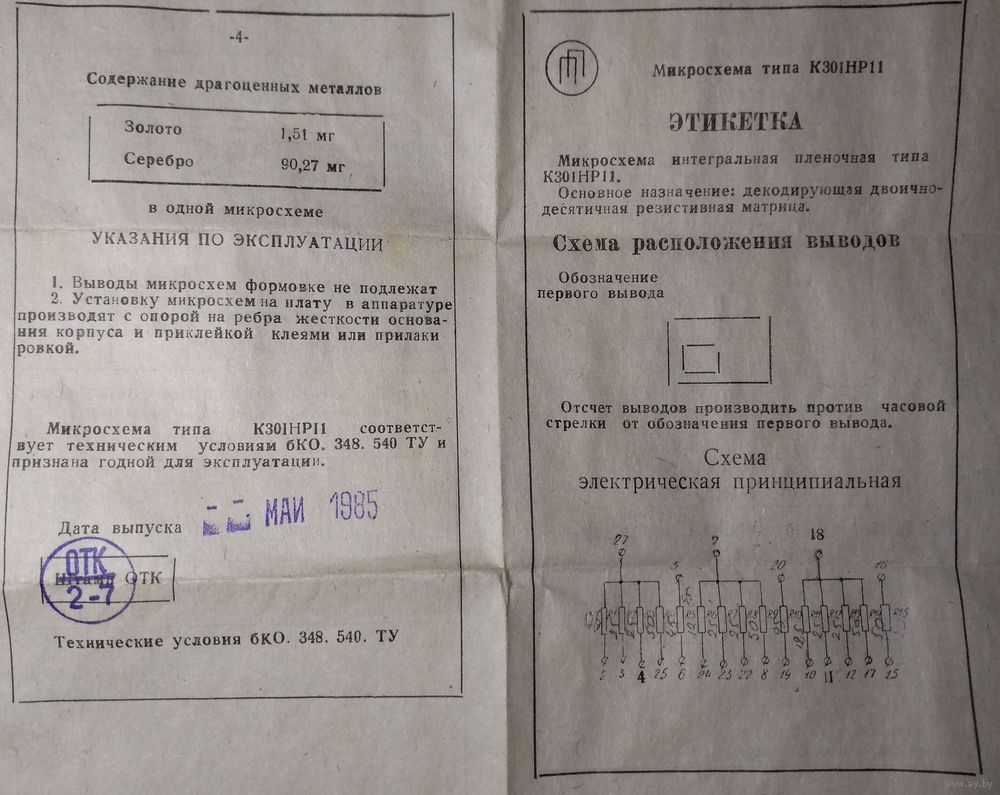 -4-
Содержание драгоценных металлов
Золото 1,51 мг
Серебро 90,27 мг
в одной микросхеме
УКАЗАНИЯ ПО ЭКСПЛУАТАЦИИ
1. Выводы микросхем формовке не подлежат
2. Установку микросхем на плату в аппаратуре
производят с опорой на ребра жесткости основа-
ния корпуса и приклейкой клеями или прилаки
ровкой.
Микросхема типа К301НР11 соответст-
вует техническим условиям бКО. 348. 540 ТУ и
признана годной для эксплуатации.
Дата выпуска МАИ 1985
ОТК
Штамп ОТК
2-7
Технические условия бКО. 348. 540. ТУ
Микросхема типа К301НР11
ЭТИКЕТКА
Микросхема интегральная пленочная типа
К301НР11.
Основное назначение: декодирующая двоично-
десятичная резистивная матрица.
Схема расположения выводов
Обозначение
первого вывода
Отсчет выводов производить против часовой
стрелки от обозначения первого вывода.
Схема
электрическая принципиальная
27 9 18
5 20 16
2 3 4 25 6 24 23 22 8 19 10 11 12 17 15
www.ay.by